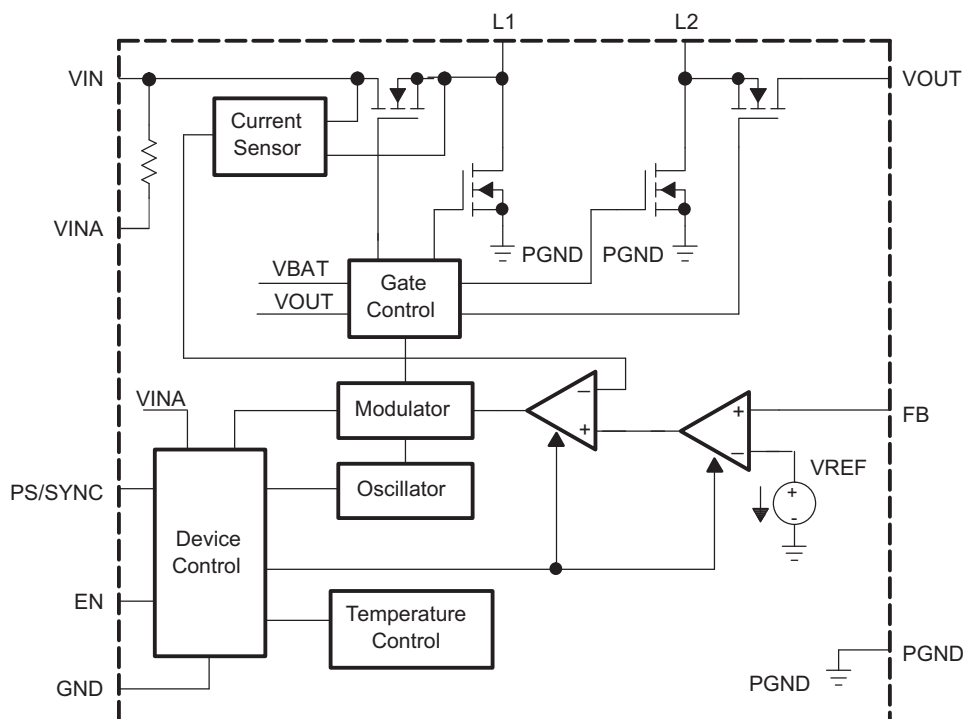 L1
L2
VIN
VOUT
Current
Sensor
VINA
PGND
PGND
VBAT
VOUT
Gate
Control
VINA
Modulator
−
+
+
−
FB
VREF
+
-
PS/SYNC
Oscillator
Device
Control
EN
Temperature
Control
GND
PGND
PGND